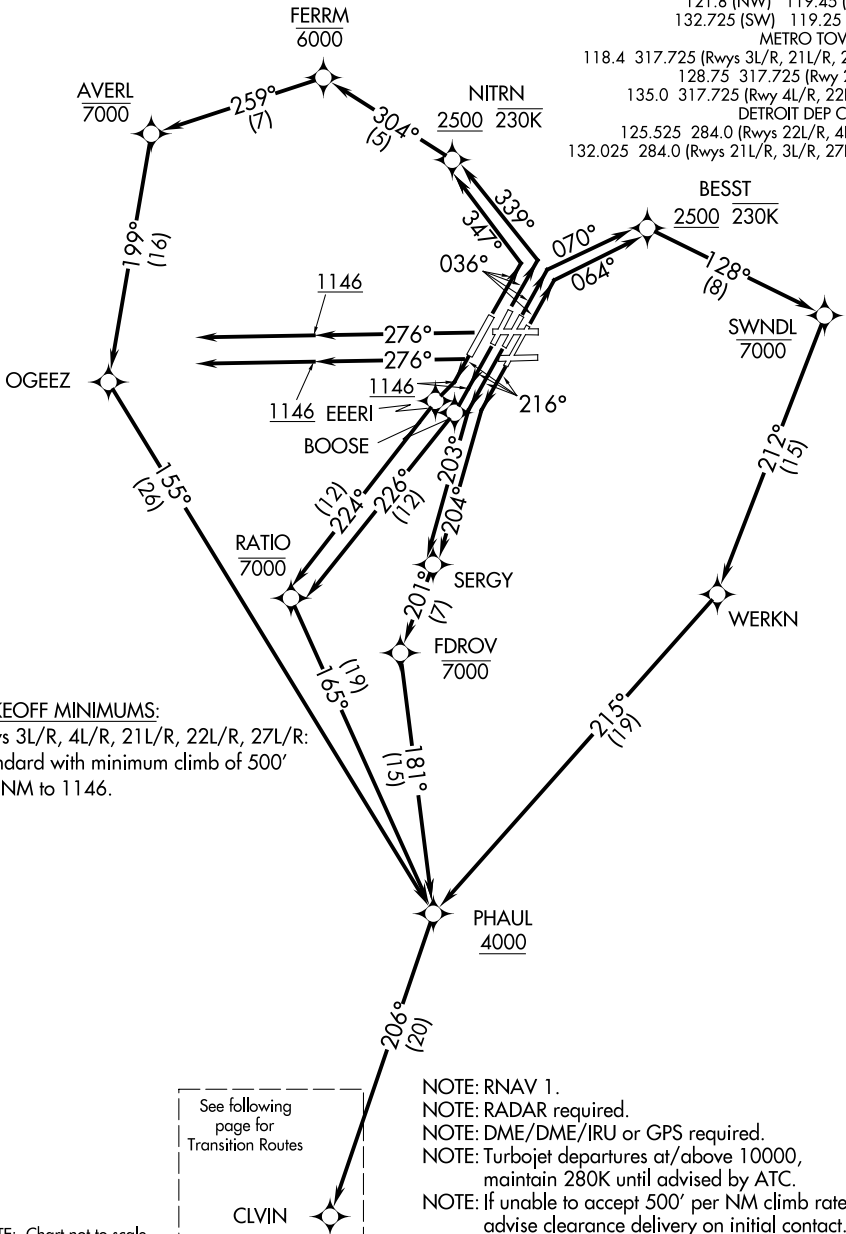 121.8 (NW) 119.45
132.725 (SW) 119.25
METRO
118.4 317.725 (Rwys 3L/R, 21L/R,
128.75 317.725 (Rwy
135.0 317.725 (Rwy 4L/R,
DETROIT DEP
125.525 284.0 (Rwys 22L/R,
132.025 284.0 (Rwys 21L/R, 3L/R,
FERRM
6000
AVERL
7000
259°
(7)
304°
(5)
NITRN
2500 230K
339°
347°
BESST
2500 230K
070°
064°
128°
(8)
036°
199°
(16)
1146
276°
SWNDL
7000
OGEEZ
276°
1146
1146
EEERI
216°
BOOSE
212°
(15)
155°
(26)
(12)
224°
226°
(12)
203°
204°
RATIO
7000
SERGY
201°
(7)
WERKN
FDROV
7000
(19)
165°
215°
(19)
181°
(15)
MINIMUMS:
3L/R, 4L/R, 21L/R, 22L/R, 27L/R:
with minimum climb of 500'
NM to 1146.
PHAUL
4000
206°
(20)
See following
page for
Transition Routes
CLVIN
NOTE: RNAV 1.
NOTE: RADAR required.
NOTE: DME/DME/IRU or GPS required.
NOTE: Turbojet departures at/above 10000,
maintain 280K until advised by ATC.
NOTE: If unable to accept 500' per NM climb rate
advise clearance delivery on initial contact.
Chart not to scale